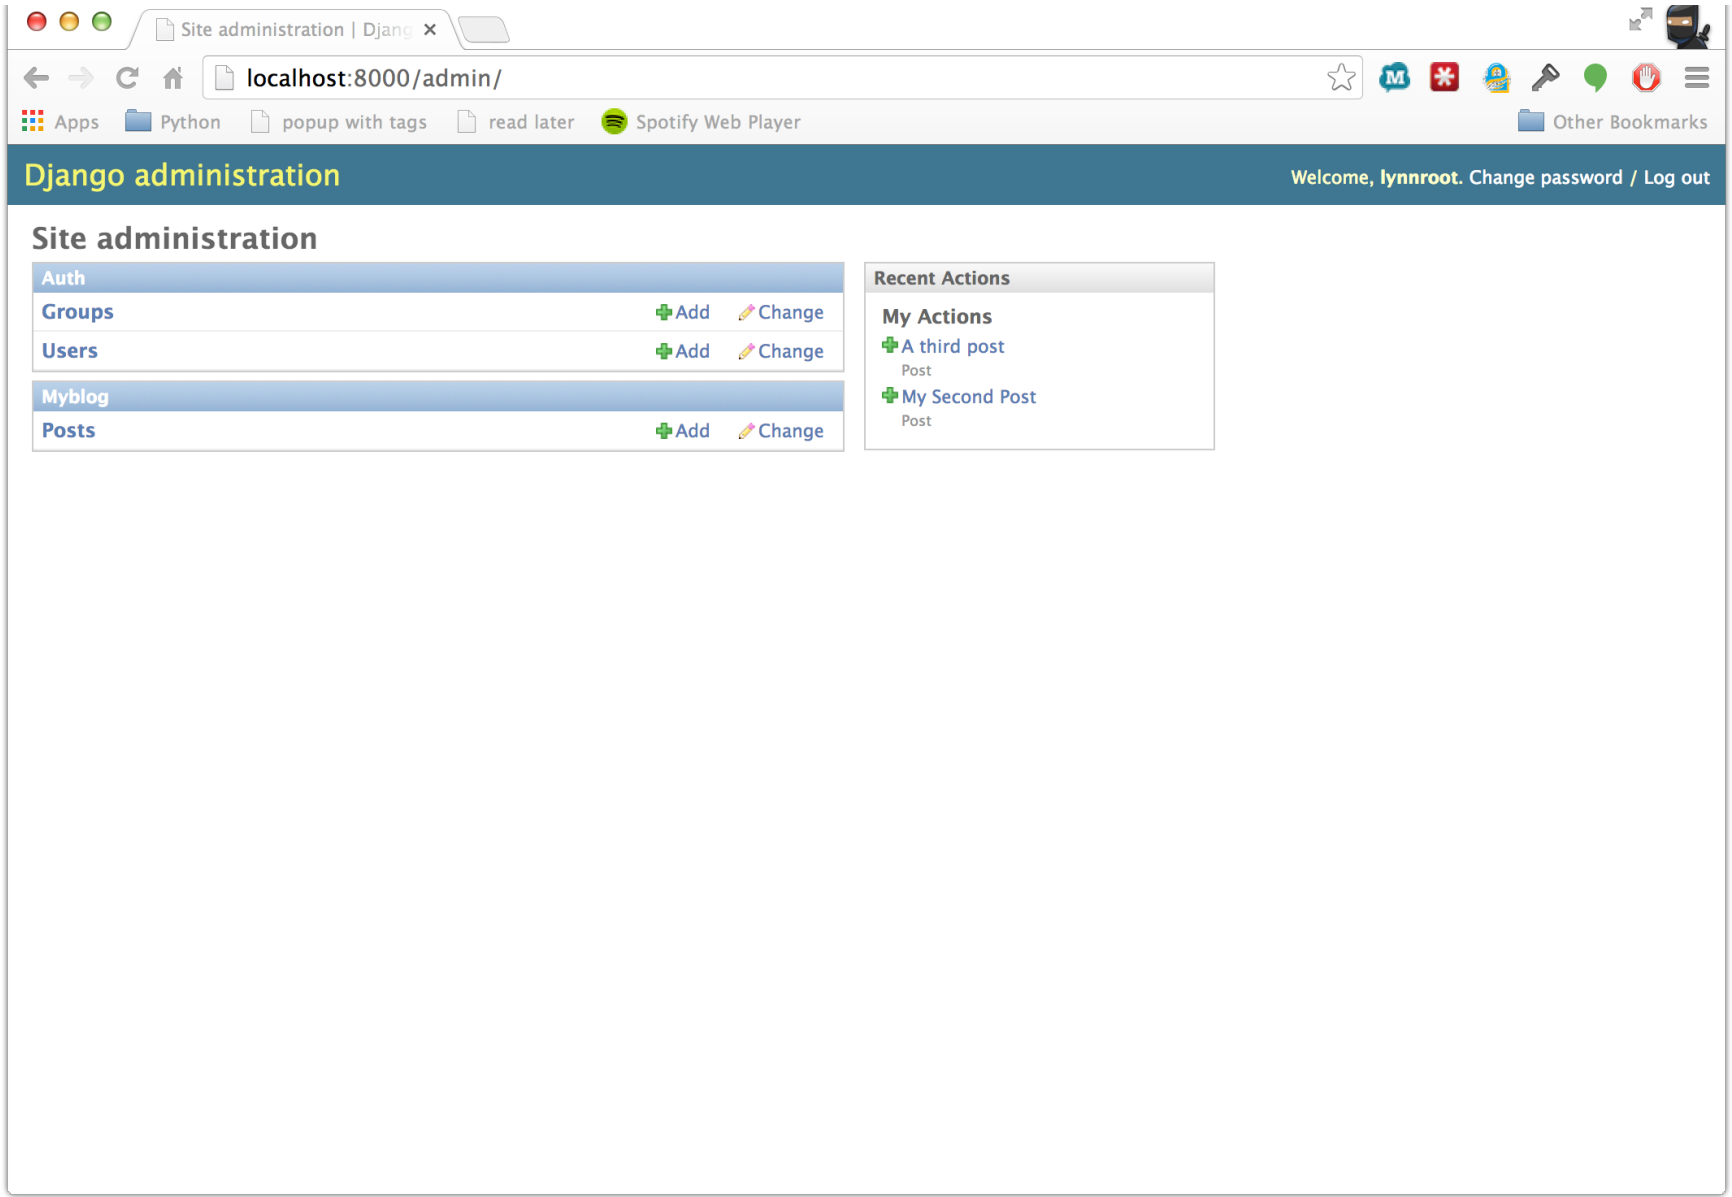 Site administration | Djang
localhost:8000/admin/
Apps Python popup with tags read later Spotify Web Player Other Bookmarks
Django administration
Welcome, lynnroot. Change password / Log out
Site administration
Auth
Groups Add Change
Users Add Change
Myblog
Posts Add Change
Recent Actions
My Actions
A third post
Post
My Second Post
Post